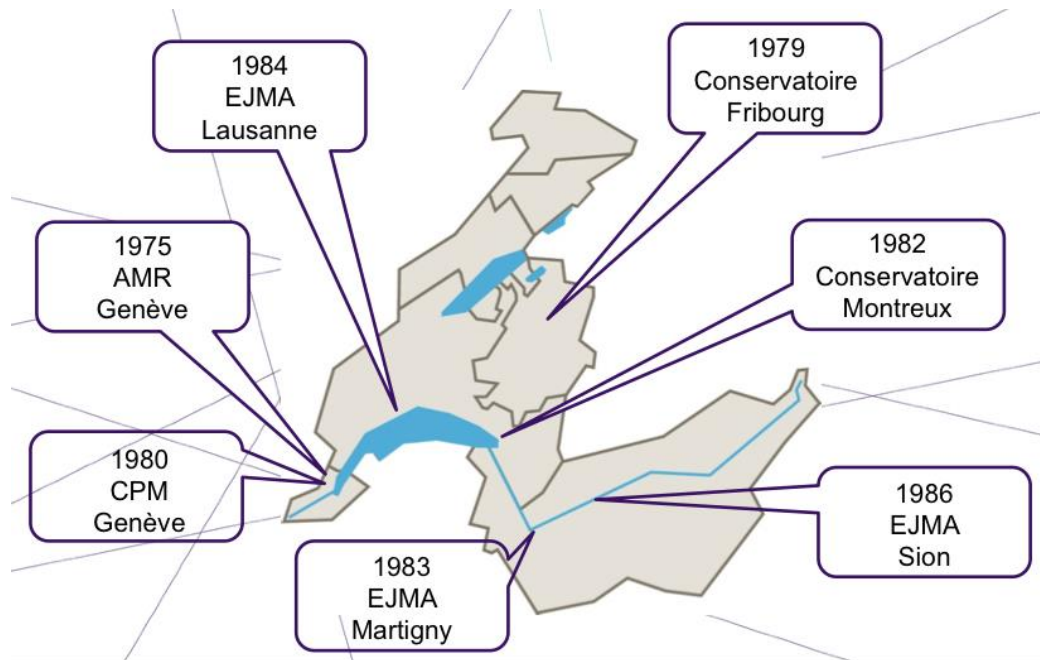 1984
EJMA
Lausanne
1979
Conservatoire
Fribourg
1975
AMR
Genève
1982
Conservatoire
Montreux
1980
CPM
Genève
1983
EJMA
Martigny
1986
EJMA
Sion